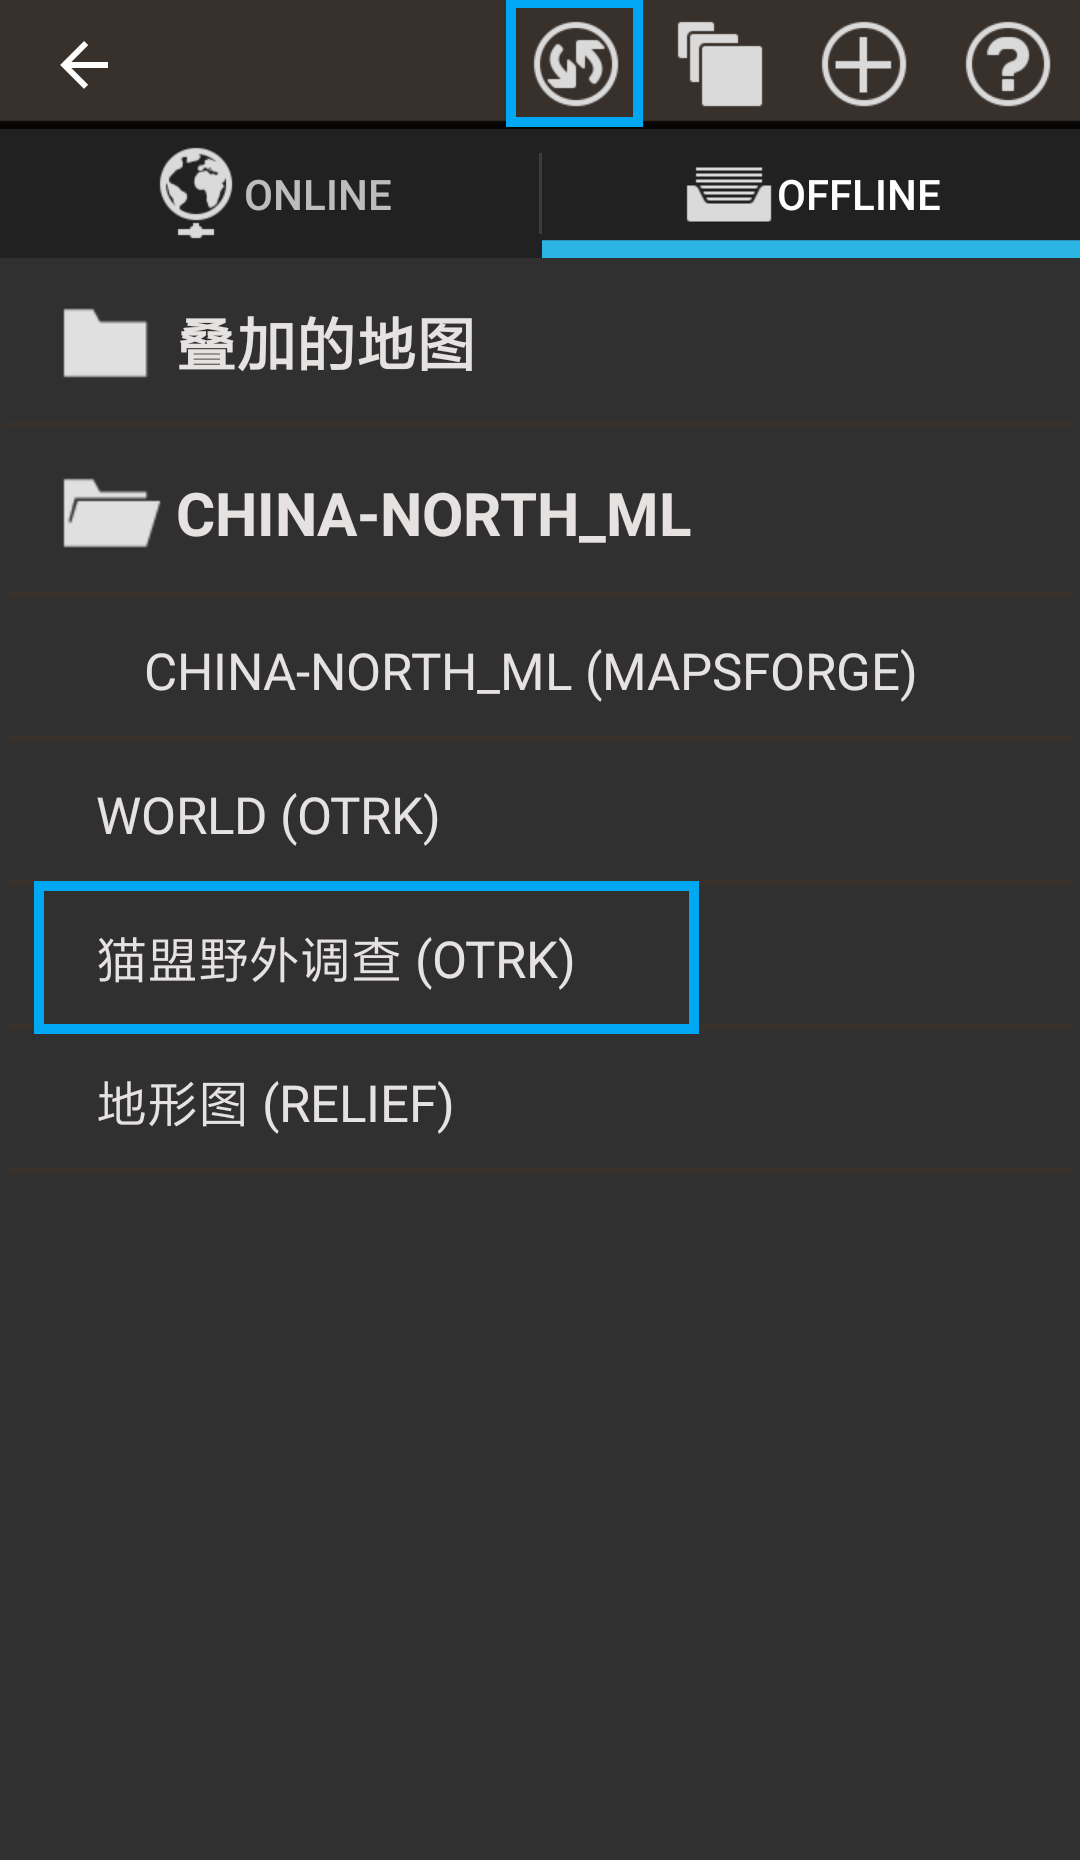 ONLINE
OFFLINE
叠加的地图
CHINA-NORTH_ML
CHINA-NORTH_ML (MAPSFORGE)
WORLD (OTRK)
猫盟野外调查 (OTRK)
地形图 (RELIEF)